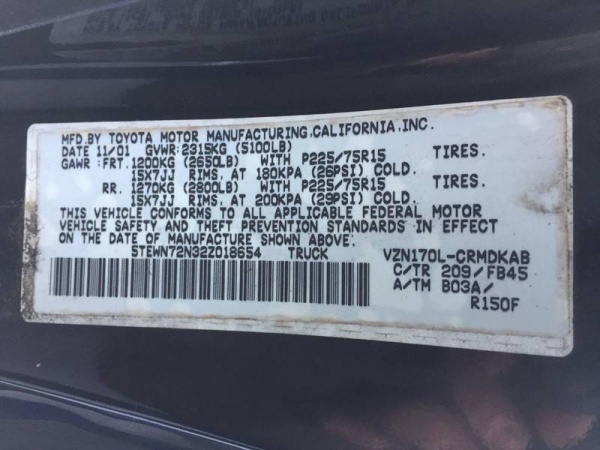 MFD.BY TOYOTA MOTOR MANUFACTURING,CALIFORNIA,INC.
DATE 11/01 GVWR:2315KG (5100LB)
GAWR : FRT. 1200KG (2650LB) WITH P225/75R15 TIRES.
15X7JJ RIMS, AT 180KPA (26PSI) COLD.
RR. 1270KG (2800LB) WITH P225/75R15 TIRES.
15X7JJ RIMS, AT 200KPA (29PSI) COLD.
THIS VEHICLE CONFORMS TO ALL APPLICABLE FEDERAL MOTOR
VEHICLE SAFETY AND THEFT PREVENTION STANDARDS IN EFFECT
ON THE DATE OF MANUFACTURE SHOWN ABOVE.
5TEWN72N32Z018654 TRUCK VZN170L-CRMDKAB
C/TR 209/FB45
A/TM B03A/
R150F